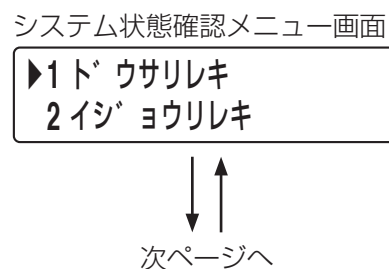 システム状態確認メニュー画面
▶1 ト゛ウサリレキ
2 イシ゛ョウリレキ
次ページへ